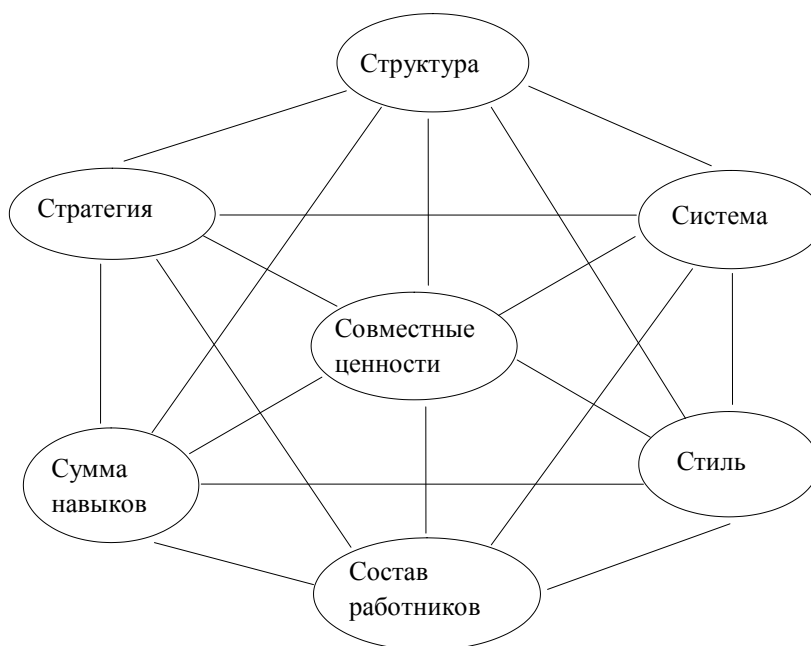 Структура
Стратегия
Система
Совместные
ценности
Сумма
навыков
Стиль
Состав
работников